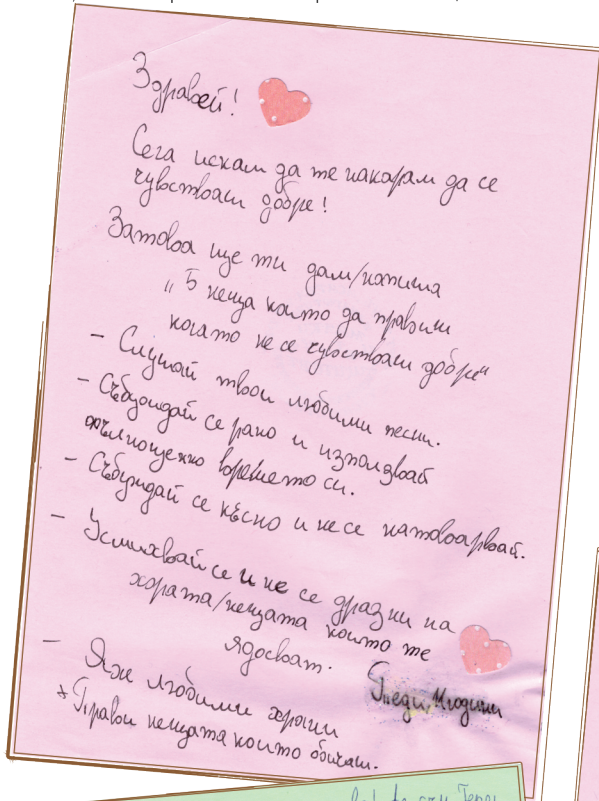 Здравей!
Сега искам да те накарам да се
чувстваш добре!
Затова ще ти дам/напиша
„5 неща които да правиш
когато не се чувстваш добре“
- Слушай твои любими песни.
- Събуждай се рано и използвай
пълноценно времето си.
- Събуждай се късно и не се натоварвай.
- Усмихвай се и не се дразни на
хората/нещата които те
ядосват.
- Яж любими храни
* Прави нещата които обичаш.